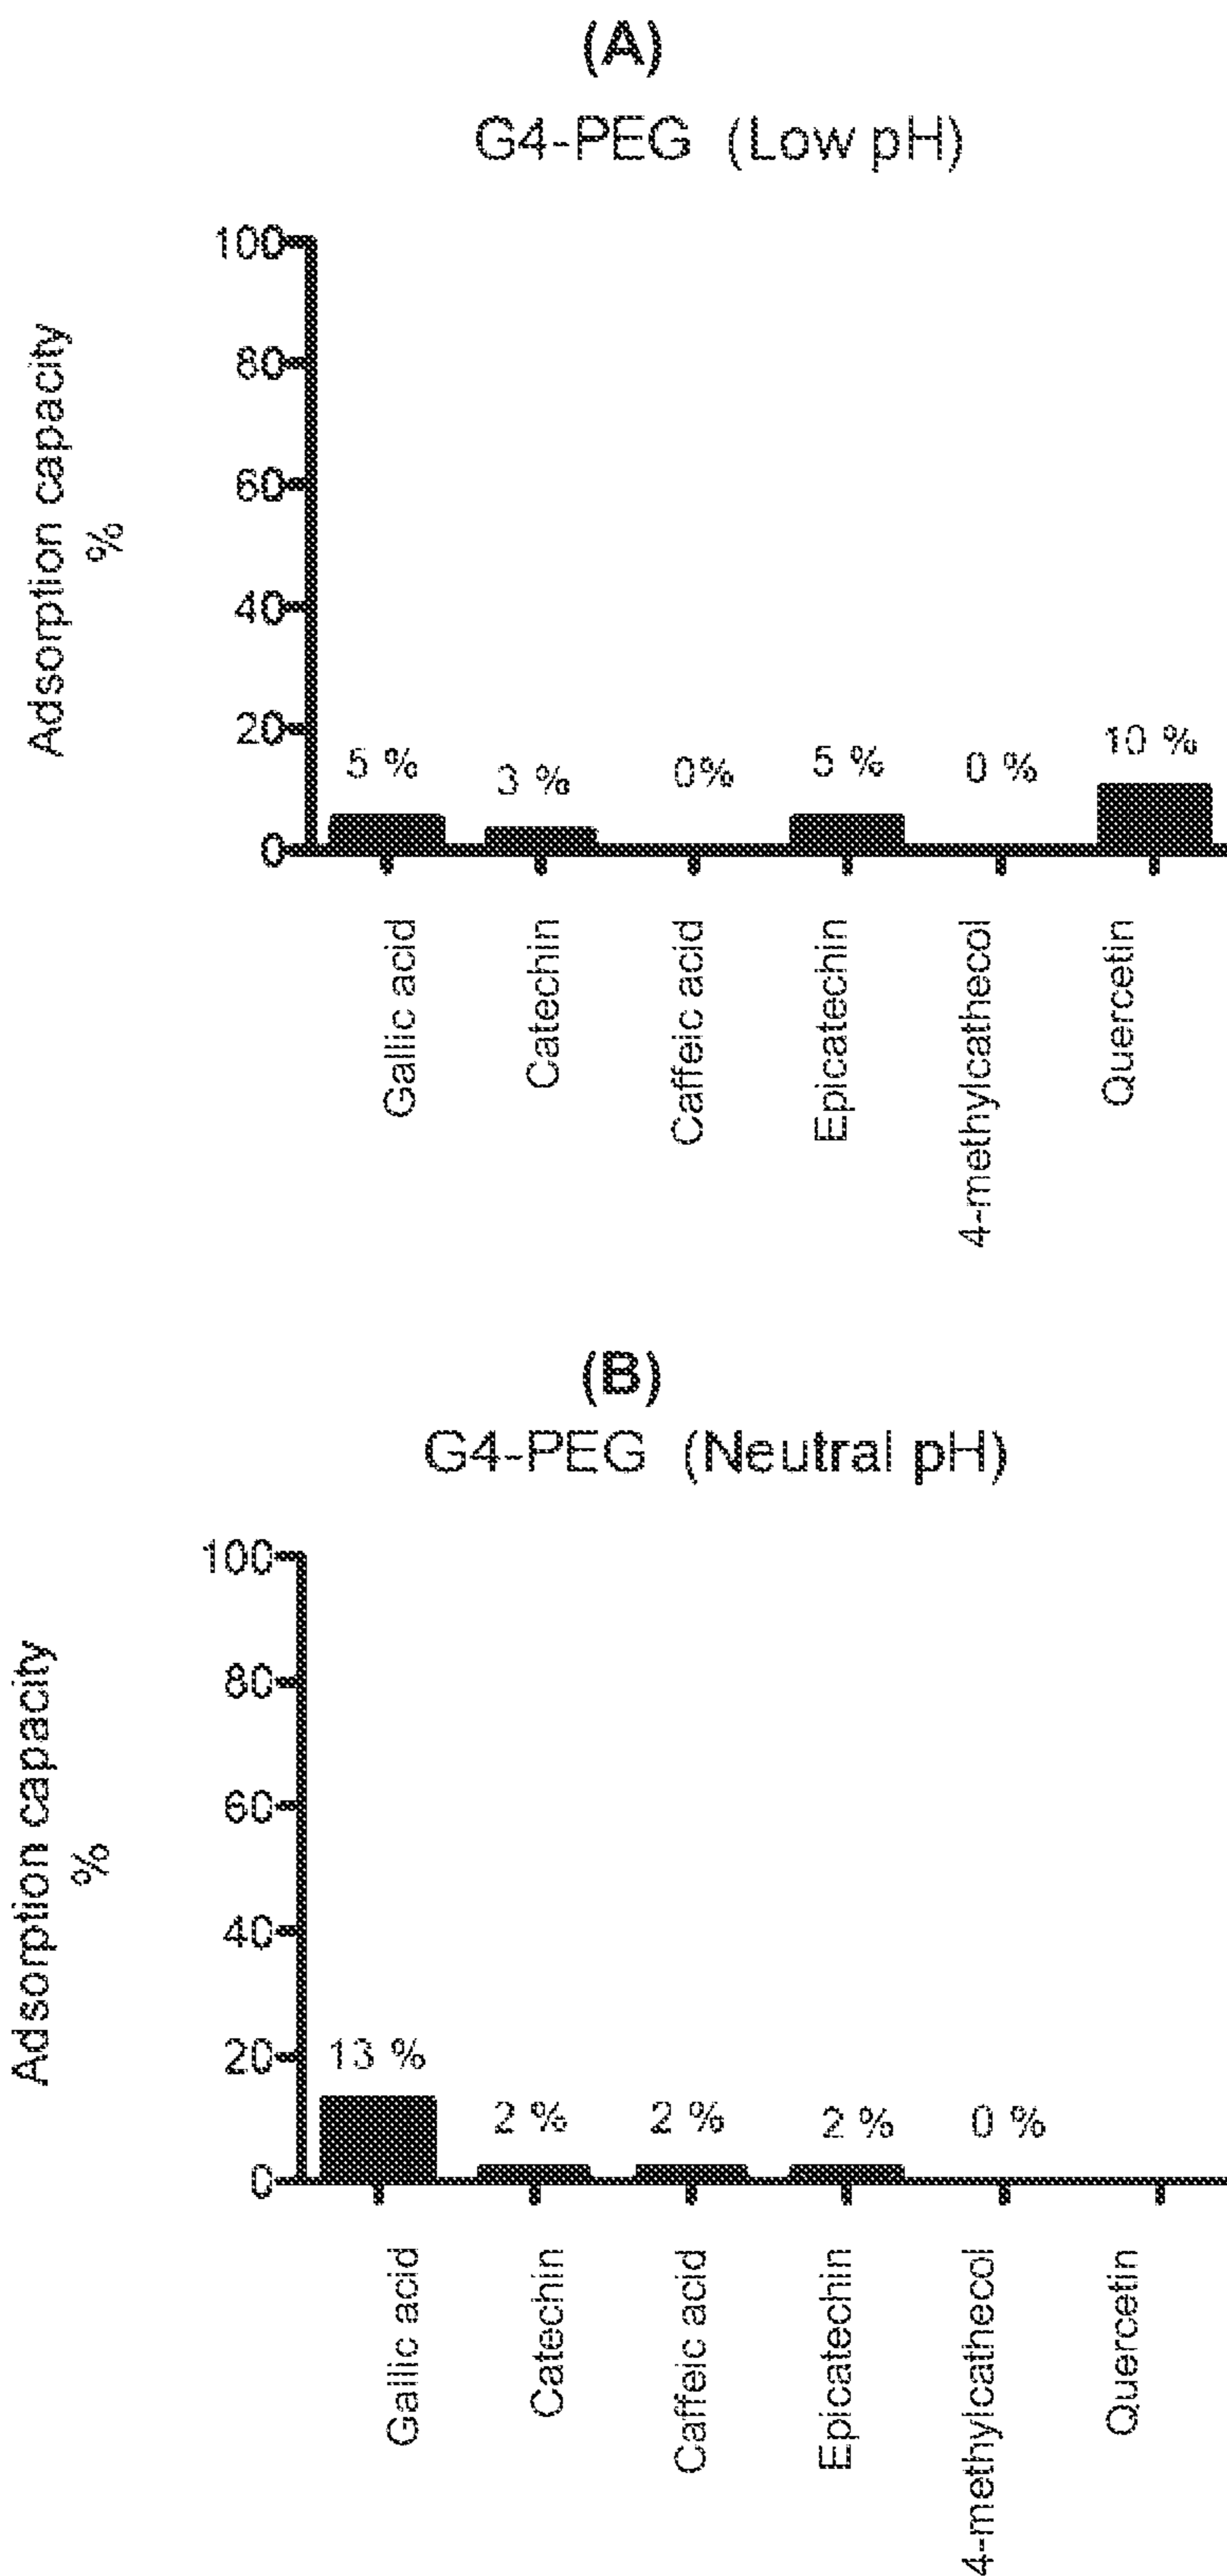 (A)
G4-PEG (Low pH)
Adsorption capacity
%
100
80
60
40
20
0
5 %
3 %
0%
5 %
0 %
10 %
Gallic acid
Catechin
Caffeic acid
Epicatechin
4-methylcathecol
Quercetin
(B)
G4-PEG (Neutral pH)
Adsorption capacity
%
100
80
60
40
20
0
13 %
2 %
2 %
2 %
0 %
Gallic acid
Catechin
Caffeic acid
Epicatechin
4-methylcathecol
Quercetin